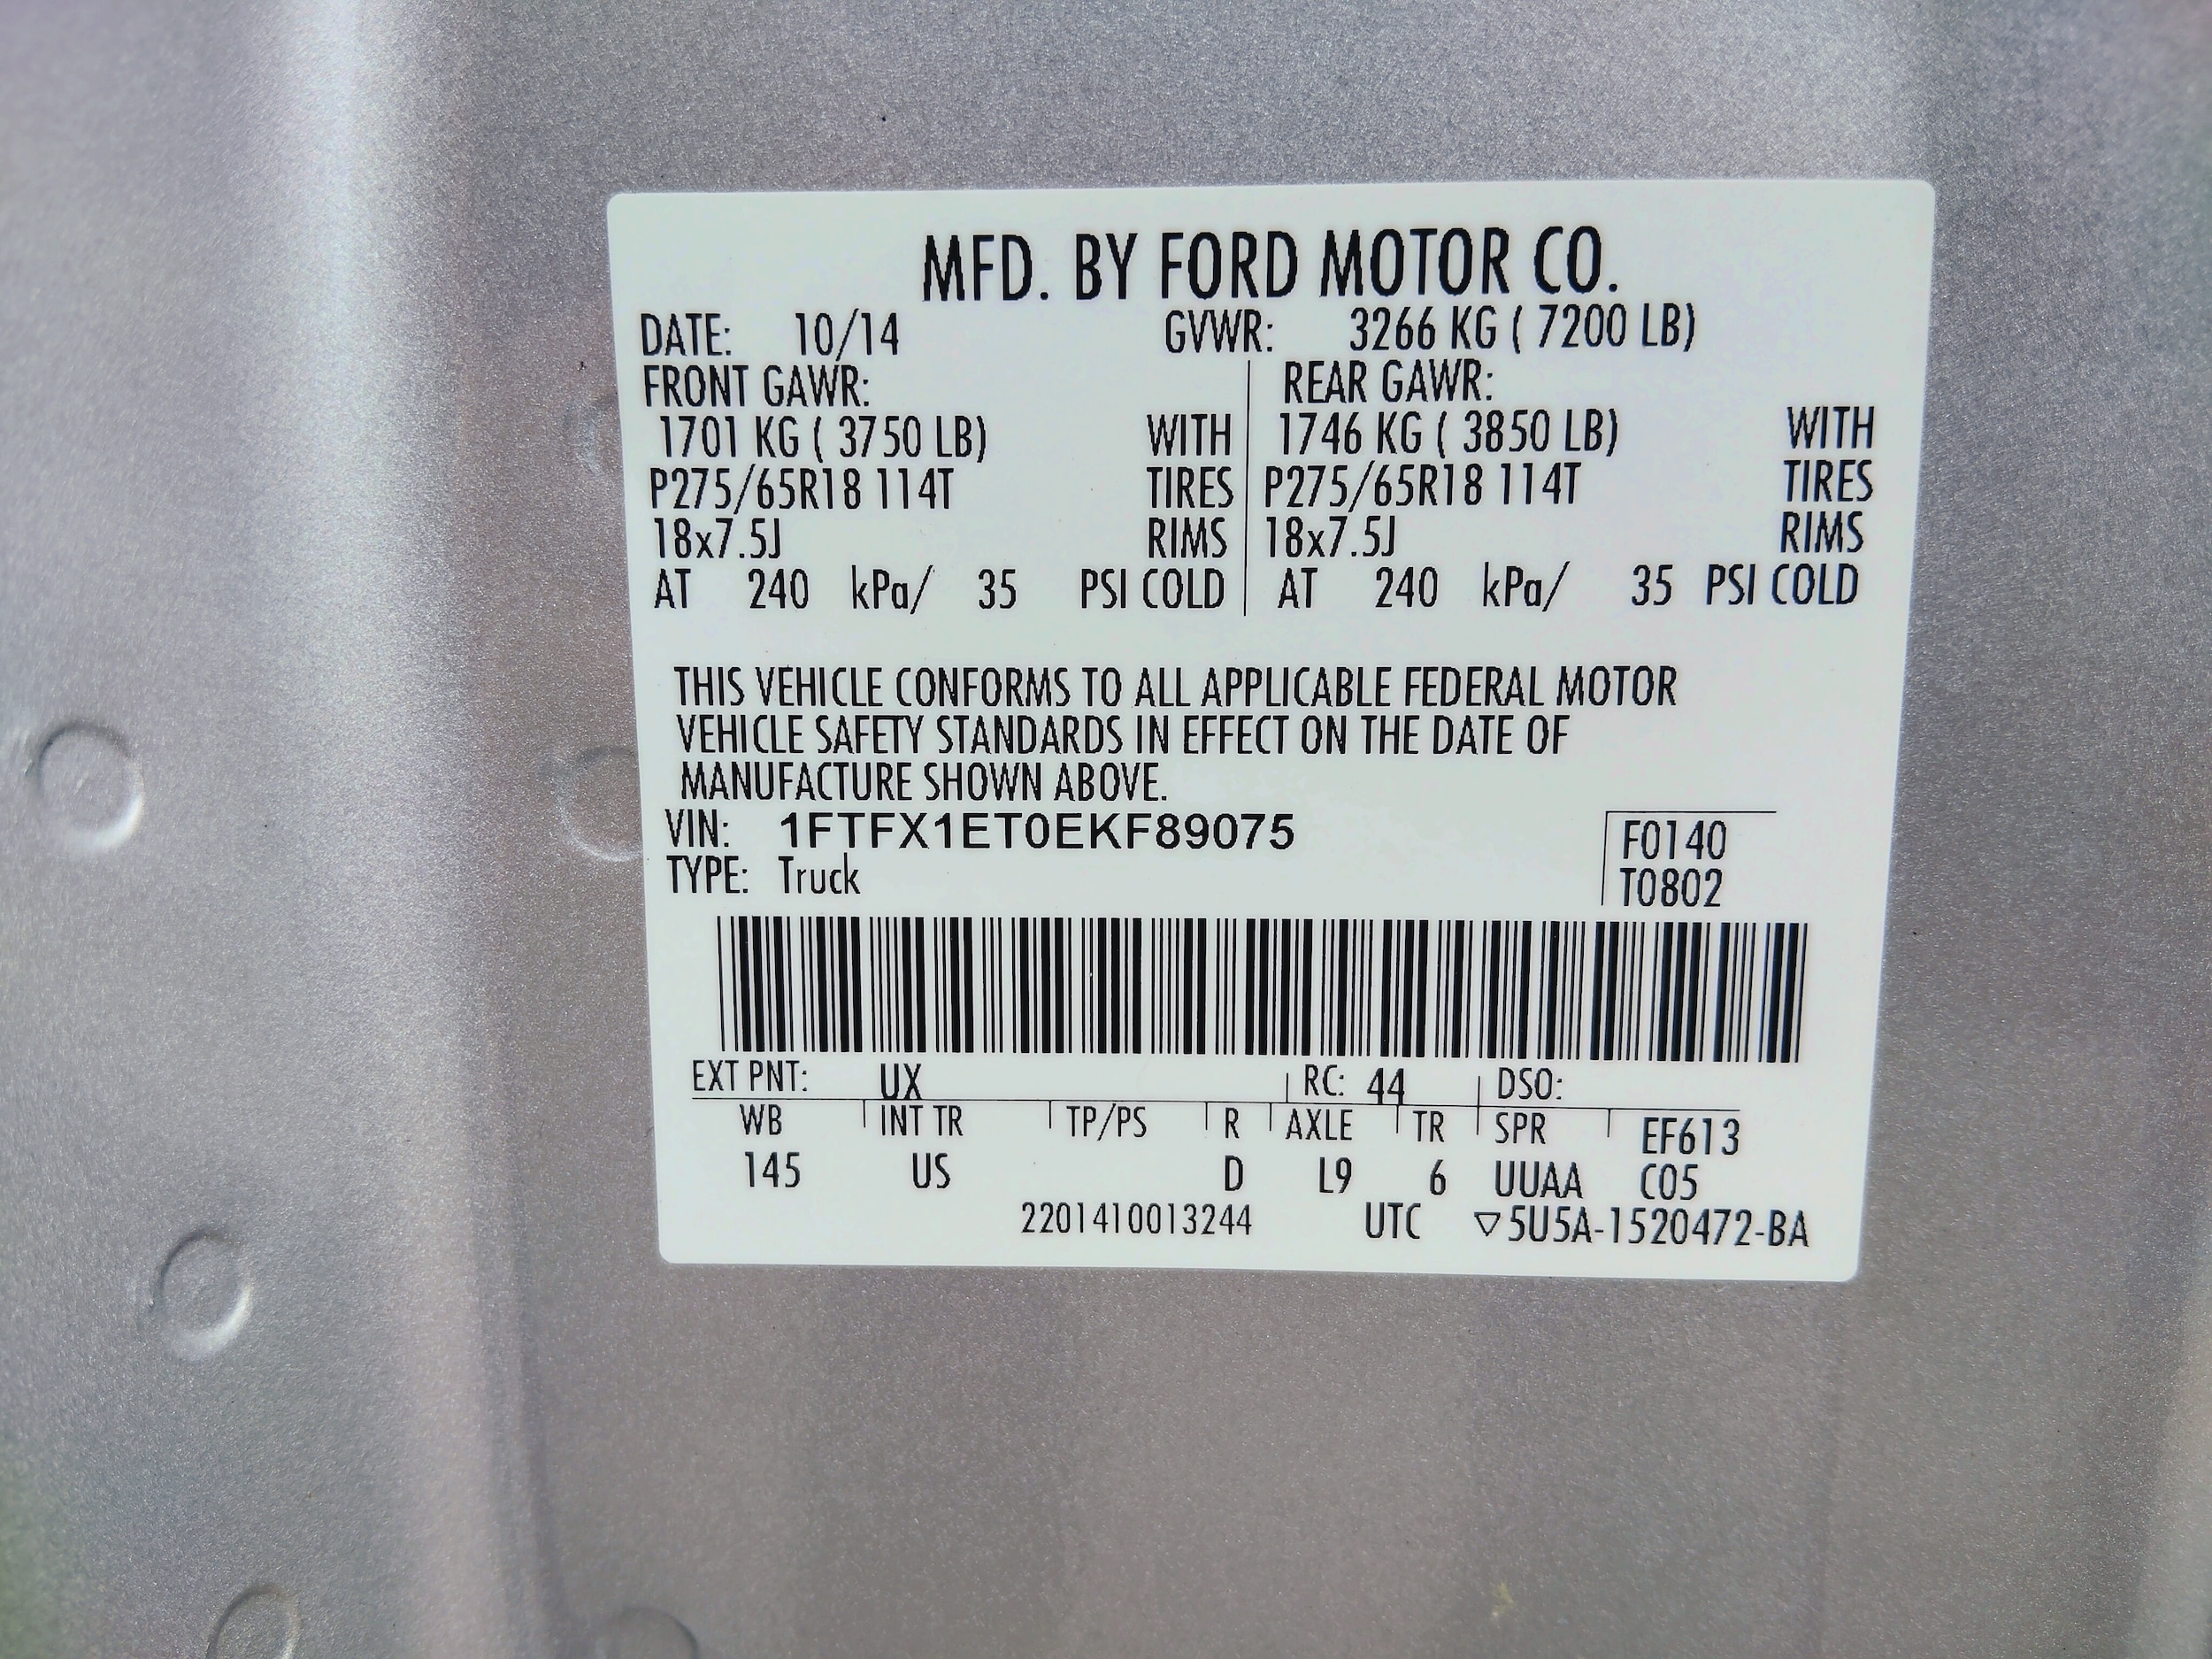 MFD. BY FORD MOTOR CO.
DATE: 10/14 GVWR: 3266 KG ( 7200 LB)
FRONT GAWR: REAR GAWR:
1701 KG ( 3750 LB) WITH 1746 KG ( 3850 LB) WITH
P275/65R18 114T TIRES P275/65R18 114T TIRES
18x7.5J RIMS 18x7.5J RIMS
AT 240 kPa/ 35 PSI COLD AT 240 kPa/ 35 PSI COLD
THIS VEHICLE CONFORMS TO ALL APPLICABLE FEDERAL MOTOR
VEHICLE SAFETY STANDARDS IN EFFECT ON THE DATE OF
MANUFACTURE SHOWN ABOVE.
VIN: 1FTFX1ET0EKF89075 F0140
TYPE: Truck T0802
EXT PNT: UX RC: 44 DSO:
WB INT TR TP/PS R AXLE TR SPR EF613
145 US D L9 6 UUAA C05
2201410013244 UTC ▽5U5A-1520472-BA